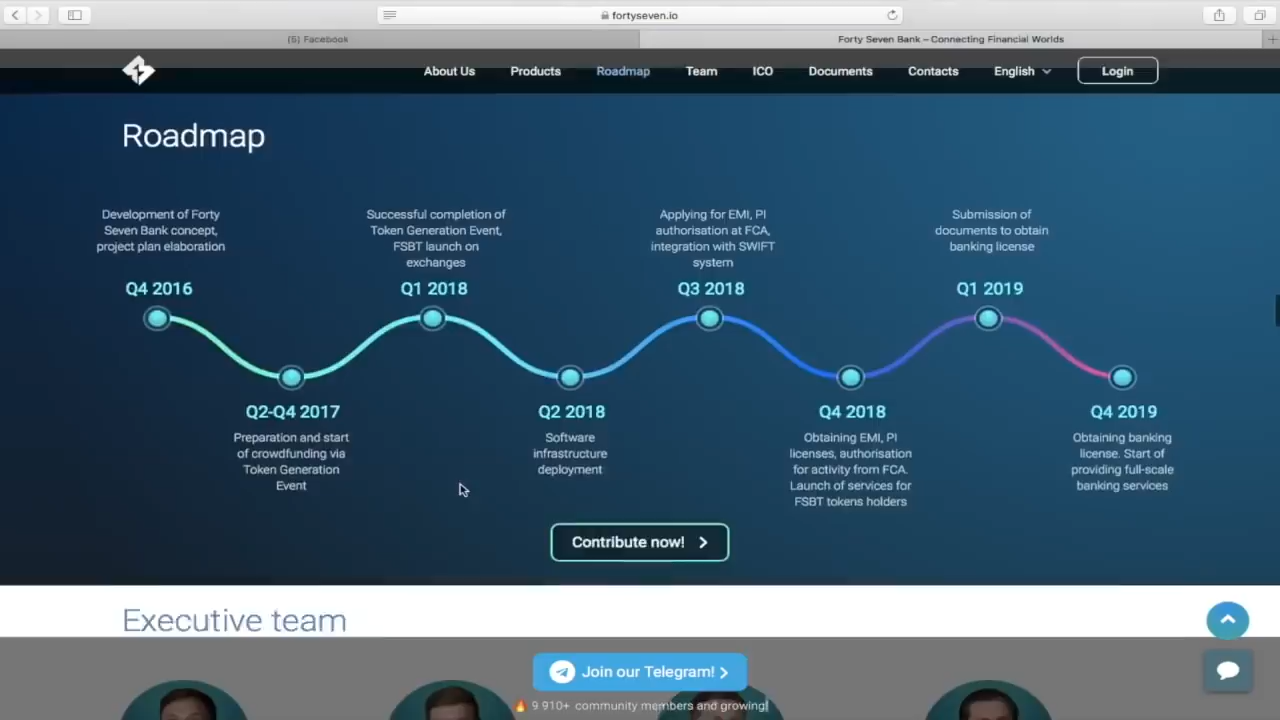 fortyseven.io
(5) Facebook
Forty Seven Bank – Connecting Financial Worlds
About Us
Products
Roadmap
Team
ICO
Documents
Contacts
English
Login
Roadmap
Development of Forty
Seven Bank concept,
project plan elaboration
Q4 2016
Q2-Q4 2017
Preparation and start
of crowdfunding via
Token Generation
Event
Successful completion of
Token Generation Event,
FSBT launch on
exchanges
Q1 2018
Q2 2018
Software
infrastructure
deployment
Applying for EMI, PI
authorisation at FCA,
integration with SWIFT
system
Q3 2018
Q4 2018
Obtaining EMI, PI
licenses, authorisation
for activity from FCA.
Launch of services for
FSBT tokens holders
Submission of
documents to obtain
banking license
Q1 2019
Q4 2019
Obtaining banking
license. Start of
providing full-scale
banking services
Contribute now!
Executive team
Join our Telegram!
🔥 9 910+ community members and growing!